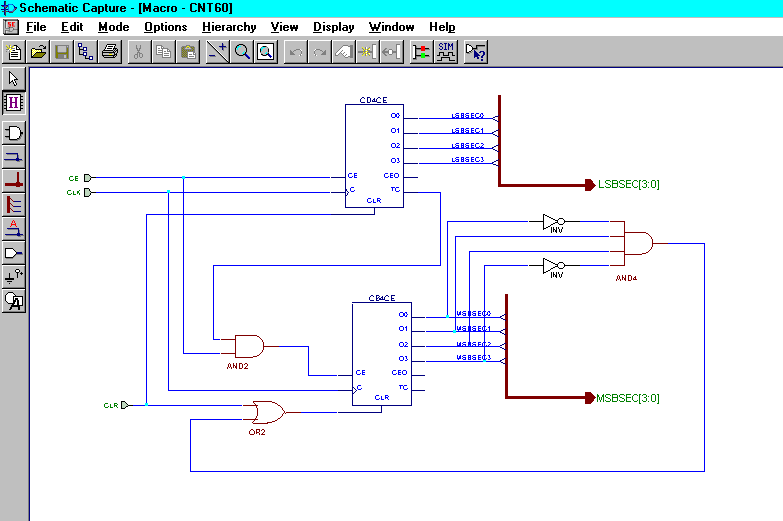 Schematic Capture - [Macro - CNT60]
File Edit Mode Options Hierarchy View Display Window Help
SC
SIM
H
A
A
CD4CE
O0
O1
O2
O3
CE
CEO
C
TC
CLR
LSBSEC0
LSBSEC1
LSBSEC2
LSBSEC3
LSBSEC[3:0]
CE
CLK
INV
INV
AND4
CB4CE
O0
O1
O2
O3
CE
CEO
C
TC
CLR
MSBSEC0
MSBSEC1
MSBSEC2
MSBSEC3
MSBSEC[3:0]
AND2
CLR
OR2